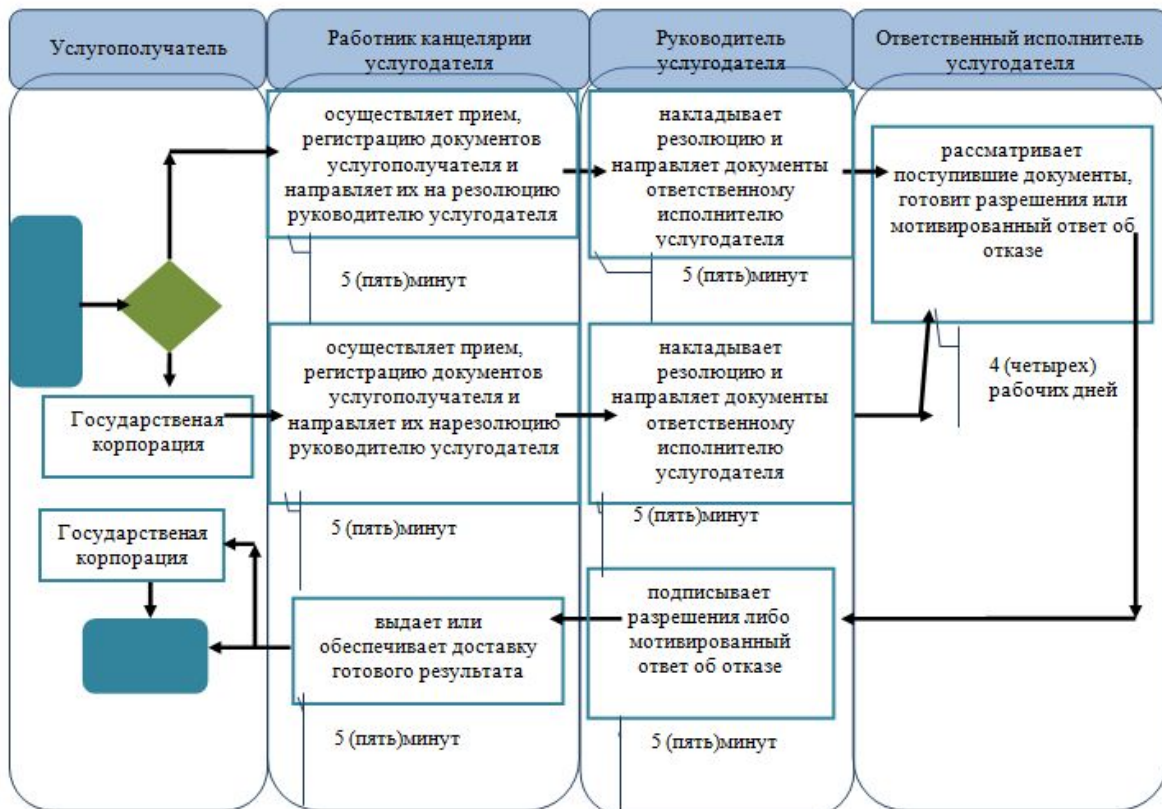 Услугополучатель
Работник канцелярии
услугодателя
Руководитель
услугодателя
Ответственный исполнитель
услугодателя
осуществляет прием,
регистрацию документов
услугополучателя и
направляет их на резолюцию
руководителю услугодателя
5 (пять)минут
накладывает
резолюцию и
направляет документы
ответственному
исполнителю
услугодателя
5 (пять)минут
рассматривает
поступившие документы,
готовит разрешения или
мотивированный ответ об
отказе
4 (четырех)
рабочих дней
Государственая
корпорация
осуществляет прием,
регистрацию документов
услугополучателя и
направляет их нарезолюцию
руководителю услугодателя
5 (пять)минут
накладывает
резолюцию и
направляет документы
ответственному
исполнителю
услугодателя
5 (пять)минут
Государственая
корпорация
выдает или
обеспечивает доставку
готового результата
5 (пять)минут
подписывает
разрешения либо
мотивированный
ответ об отказе
5 (пять)минут